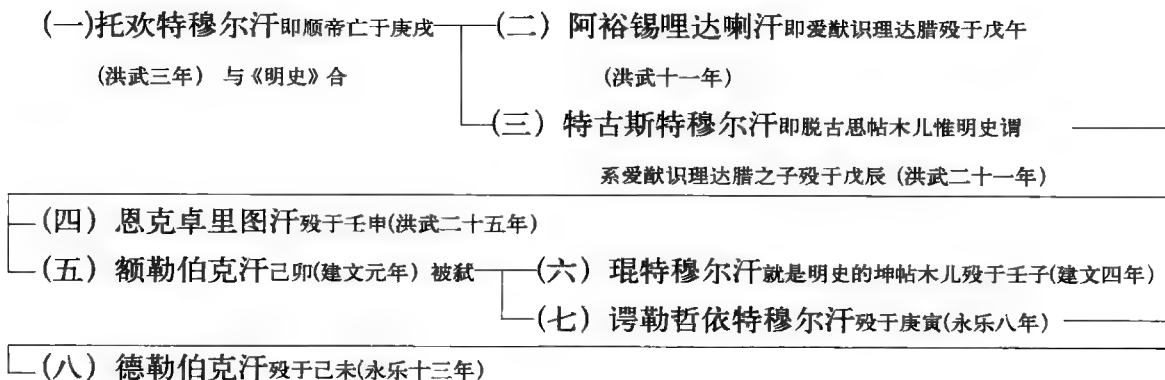 (一)托欢特穆尔汗即顺帝亡于庚戌 (二) 阿裕锡哩达喇汗即爱猷识理达腊殁于戊午
(洪武三年) 与《明史》合 (洪武十一年)
(三) 特古斯特穆尔汗即脱古思帖木儿惟明史谓
系爱猷识理达腊之子殁于戊辰 (洪武二十一年)
(四) 恩克卓里图汗殁于壬申(洪武二十五年)
(五) 额勒伯克汗己卯(建文元年) 被弑 (六) 琨特穆尔汗就是明史的坤帖木儿殁于壬子(建文四年)
(七) 谔勒哲依特穆尔汗殁于庚寅(永乐八年)
(八) 德勒伯克汗殁于己未(永乐十三年)